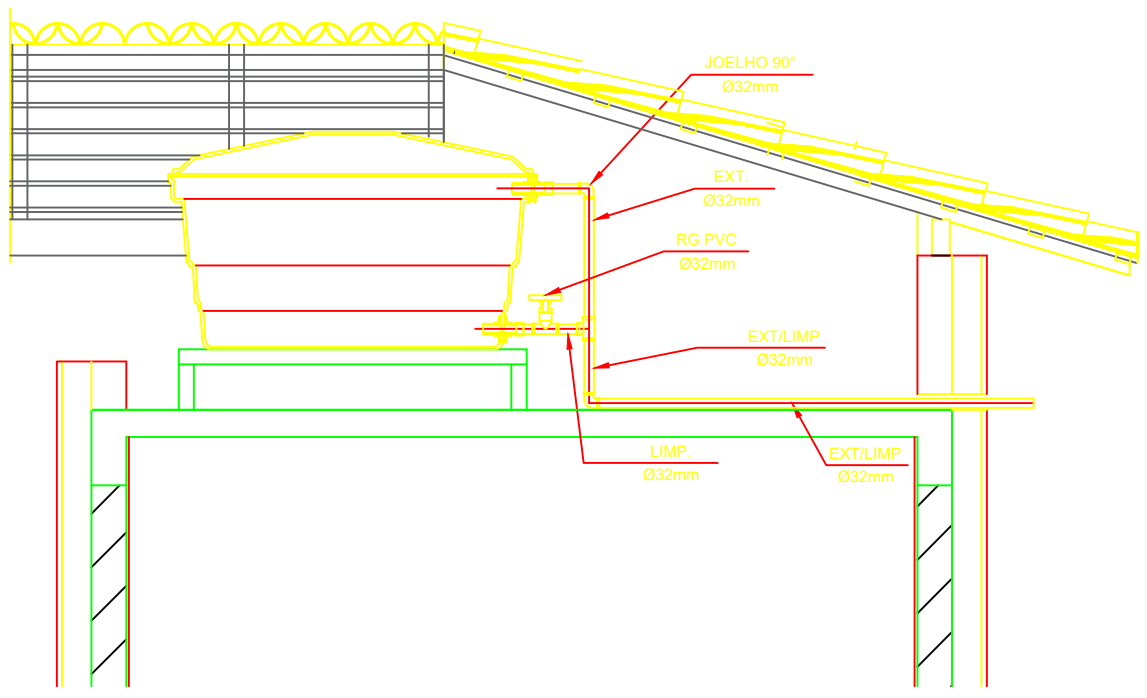 JOELHO 90°
Ø32mm
EXT.
Ø32mm
RG PVC
Ø32mm
EXT/LIMP
Ø32mm
LIMP.
Ø32mm
EXT/LIMP
Ø32mm